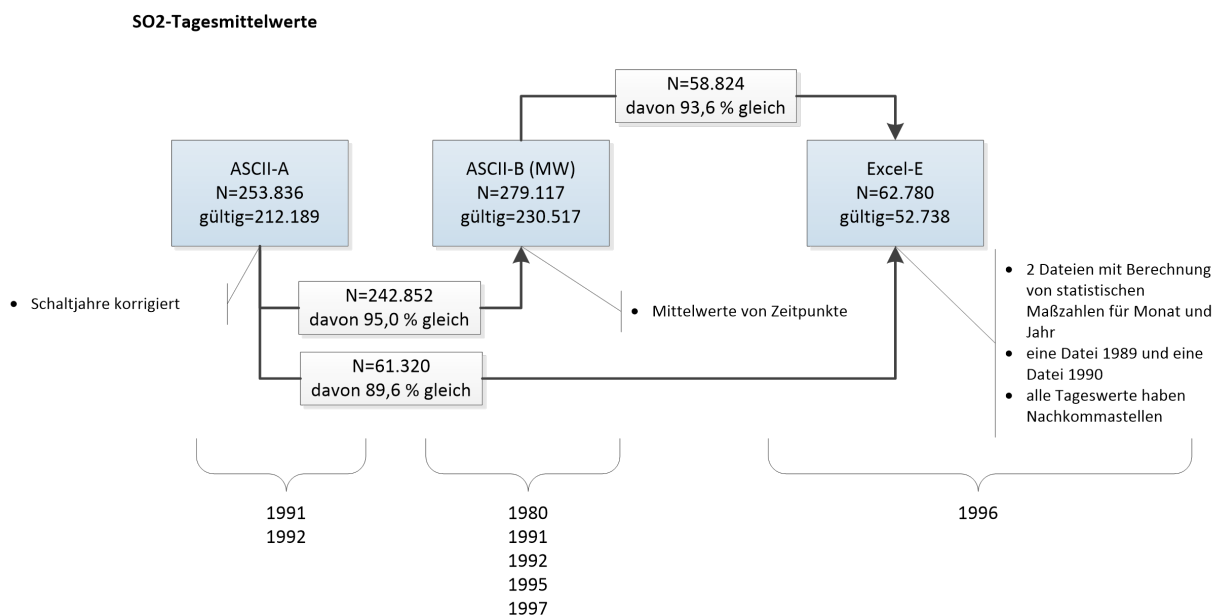 SO2-Tagesmittelwerte
N=58.824
davon 93,6 % gleich
ASCII-A
N=253.836
gültig=212.189
ASCII-B (MW)
N=279.117
gültig=230.517
Excel-E
N=62.780
gültig=52.738
• Schaltjahre korrigiert
N=242.852
davon 95,0 % gleich
• Mittelwerte von Zeitpunkte
• 2 Dateien mit Berechnung
von statistischen
Maßzahlen für Monat und
Jahr
• eine Datei 1989 und eine
Datei 1990
• alle Tageswerte haben
Nachkommastellen
N=61.320
davon 89,6 % gleich
1991
1992
1980
1991
1992
1995
1997
1996